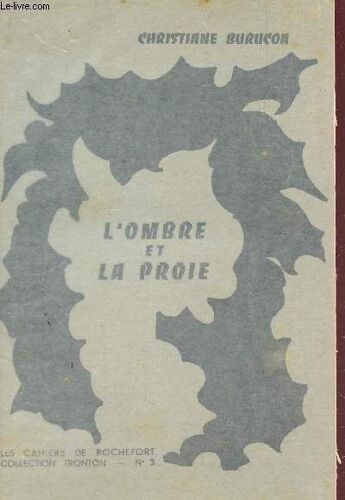 Le-livre.com
CHRISTIANE BURUCOA
L'OMBRE
ET
LA PROIE
LES CAHIERS DE ROCHEFORT
COLLECTION FRONTON — N° 3